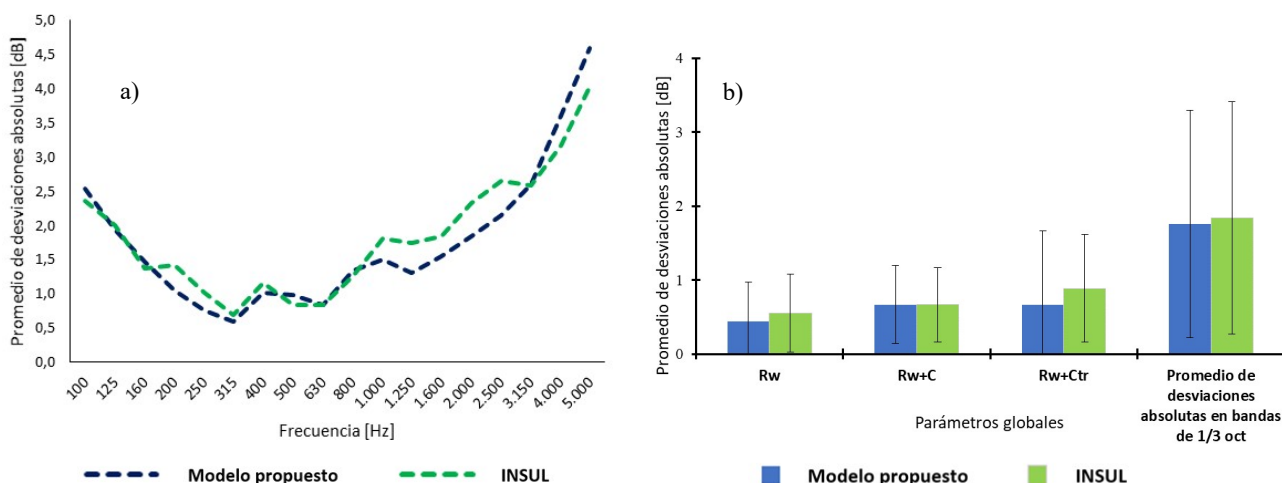 Promedio de desviaciones absolutas [dB]
5,0
4,5
4,0
3,5
3,0
2,5
2,0
1,5
1,0
0,5
0,0
a)
100
125
160
200
250
315
400
500
630
800
1.000
1.250
1.600
2.000
2.500
3.150
4.000
5.000
Frecuencia [Hz]
Modelo propuesto
INSUL
Promedio de desviaciones absolutas [dB]
4
3
2
1
0
b)
Rw
Rw+C
Rw+Ctr
Promedio de
desviaciones
absolutas en bandas
de 1/3 oct
Parámetros globales
Modelo propuesto
INSUL